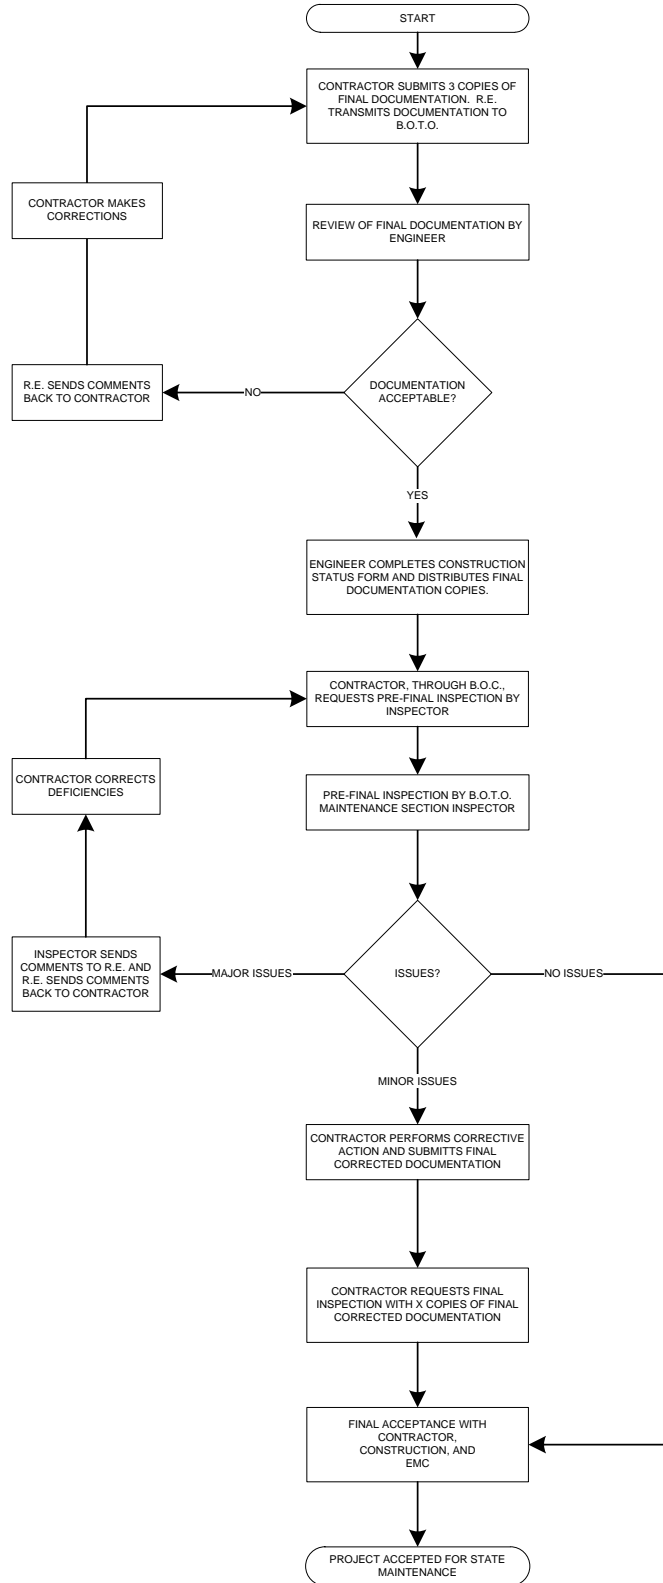 START
CONTRACTOR SUBMITS 3 COPIES OF
FINAL DOCUMENTATION. R.E.
TRANSMITS DOCUMENTATION TO
B.O.T.O.
CONTRACTOR MAKES
CORRECTIONS
REVIEW OF FINAL DOCUMENTATION BY
ENGINEER
R.E. SENDS COMMENTS
BACK TO CONTRACTOR
NO
DOCUMENTATION
ACCEPTABLE?
YES
ENGINEER COMPLETES CONSTRUCTION
STATUS FORM AND DISTRIBUTES FINAL
DOCUMENTATION COPIES.
CONTRACTOR, THROUGH B.O.C.,
REQUESTS PRE-FINAL INSPECTION BY
INSPECTOR
CONTRACTOR CORRECTS
DEFICIENCIES
PRE-FINAL INSPECTION BY B.O.T.O.
MAINTENANCE SECTION INSPECTOR
INSPECTOR SENDS
COMMENTS TO R.E. AND
R.E. SENDS COMMENTS
BACK TO CONTRACTOR
MAJOR ISSUES
ISSUES?
NO ISSUES
MINOR ISSUES
CONTRACTOR PERFORMS CORRECTIVE
ACTION AND SUBMITTS FINAL
CORRECTED DOCUMENTATION
CONTRACTOR REQUESTS FINAL
INSPECTION WITH X COPIES OF FINAL
CORRECTED DOCUMENTATION
FINAL ACCEPTANCE WITH
CONTRACTOR,
CONSTRUCTION, AND
EMC
PROJECT ACCEPTED FOR STATE
MAINTENANCE